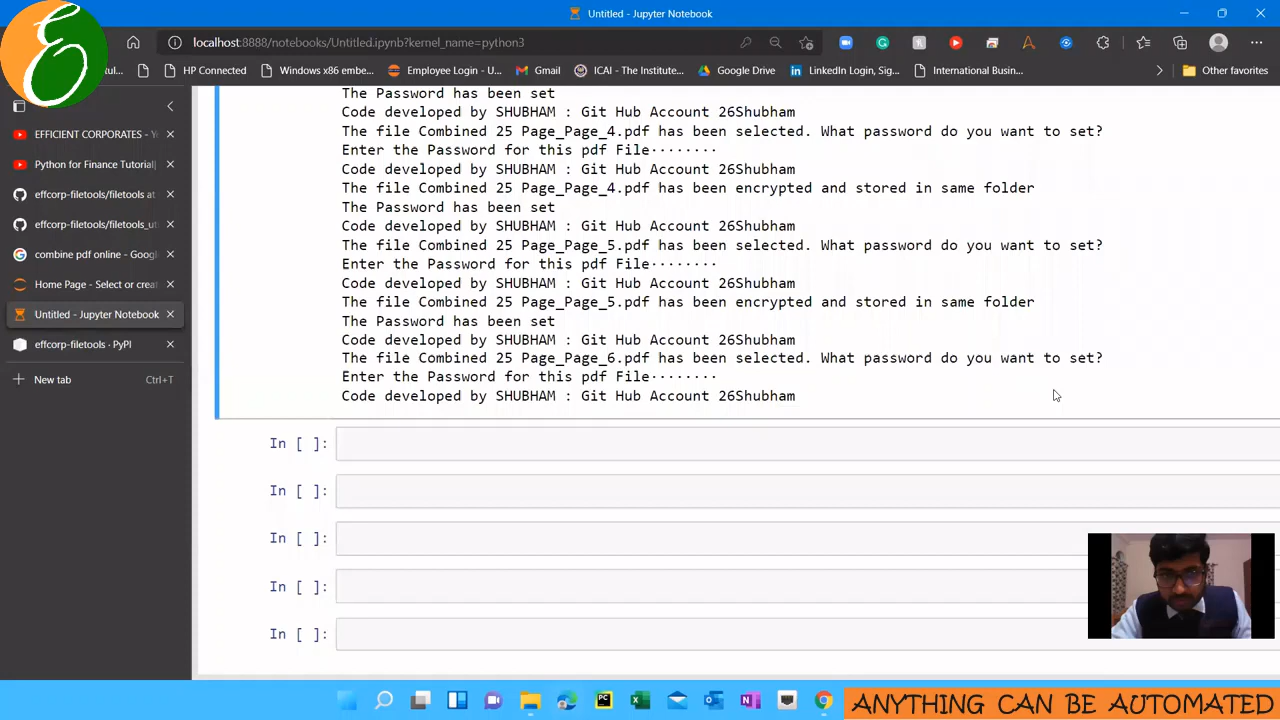 Untitled - Jupyter Notebook
localhost:8888/notebooks/Untitled.ipynb?kernel_name=python3
tul... HP Connected Windows x86 embe... Employee Login - U... Gmail ICAI - The Institute... Google Drive LinkedIn Login, Sig... International Busin... Other favorites
EFFICIENT CORPORATES - Y
Python for Finance Tutorial|
effcorp-filetools/filetools at
effcorp-filetools/filetools_ut
combine pdf online - Goog
Home Page - Select or crea
Untitled - Jupyter Notebook
effcorp-filetools · PyPI
New tab Ctrl+T
The Password has been set
Code developed by SHUBHAM : Git Hub Account 26Shubham
The file Combined 25 Page_Page_4.pdf has been selected. What password do you want to set?
Enter the Password for this pdf File········
Code developed by SHUBHAM : Git Hub Account 26Shubham
The file Combined 25 Page_Page_4.pdf has been encrypted and stored in same folder
The Password has been set
Code developed by SHUBHAM : Git Hub Account 26Shubham
The file Combined 25 Page_Page_5.pdf has been selected. What password do you want to set?
Enter the Password for this pdf File········
Code developed by SHUBHAM : Git Hub Account 26Shubham
The file Combined 25 Page_Page_5.pdf has been encrypted and stored in same folder
The Password has been set
Code developed by SHUBHAM : Git Hub Account 26Shubham
The file Combined 25 Page_Page_6.pdf has been selected. What password do you want to set?
Enter the Password for this pdf File········
Code developed by SHUBHAM : Git Hub Account 26Shubham
In [ ]:
In [ ]:
In [ ]:
In [ ]:
In [ ]:
ANYTHING CAN BE AUTOMATED